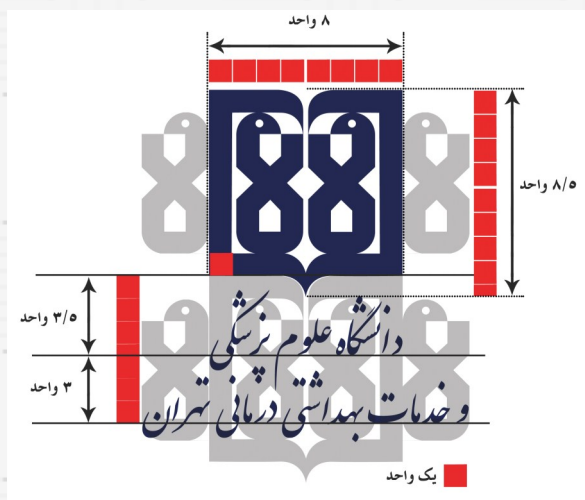 ۸ واحد
۸/۵ واحد
۳/۵ واحد
دانشگاه علوم پزشکی
۳ واحد
و خدمات بهداشتی درمانی تهران
یک واحد